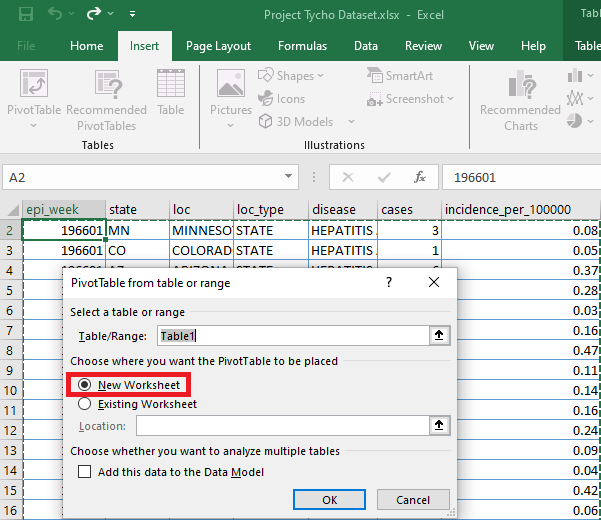 Project Tycho Dataset.xlsx - Excel
Tabl
File Home Insert Page Layout Formulas Data Review View Help Table
PivotTable Recommended PivotTables Table
Tables
Pictures Shapes Icons 3D Models SmartArt Screenshot
Illustrations
Recommended Charts
A2 fx 196601
epi_week state loc loc_type disease cases incidence_per_100000
2 196601 MN MINNESO STATE HEPATITIS 3 0.08
3 196601 CO COLORAD STATE HEPATITIS 1 0.05
4 0.37
5 0.28
6 0.03
7 0.16
8 0.47
9 0.11
10 0.14
11 0.16
12 0.24
13 0.09
14 0.04
15 0.42
16 0.06
PivotTable from table or range ? ×
Select a table or range
Table/Range: Table1
Choose where you want the PivotTable to be placed
New Worksheet
Existing Worksheet
Location:
Choose whether you want to analyze multiple tables
Add this data to the Data Model
OK Cancel